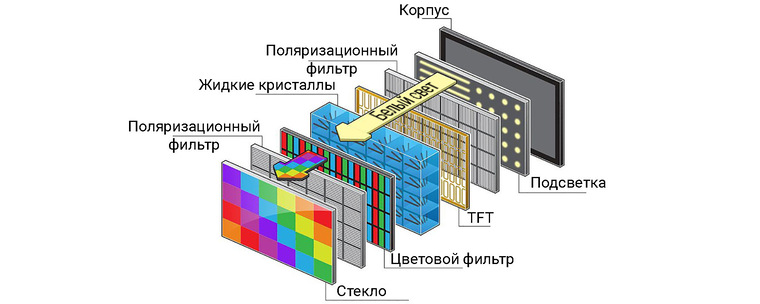 Корпус
Поляризационный
фильтр
Жидкие кристаллы
Белый свет
Поляризационный
фильтр
Подсветка
TFT
Цветовой фильтр
Стекло